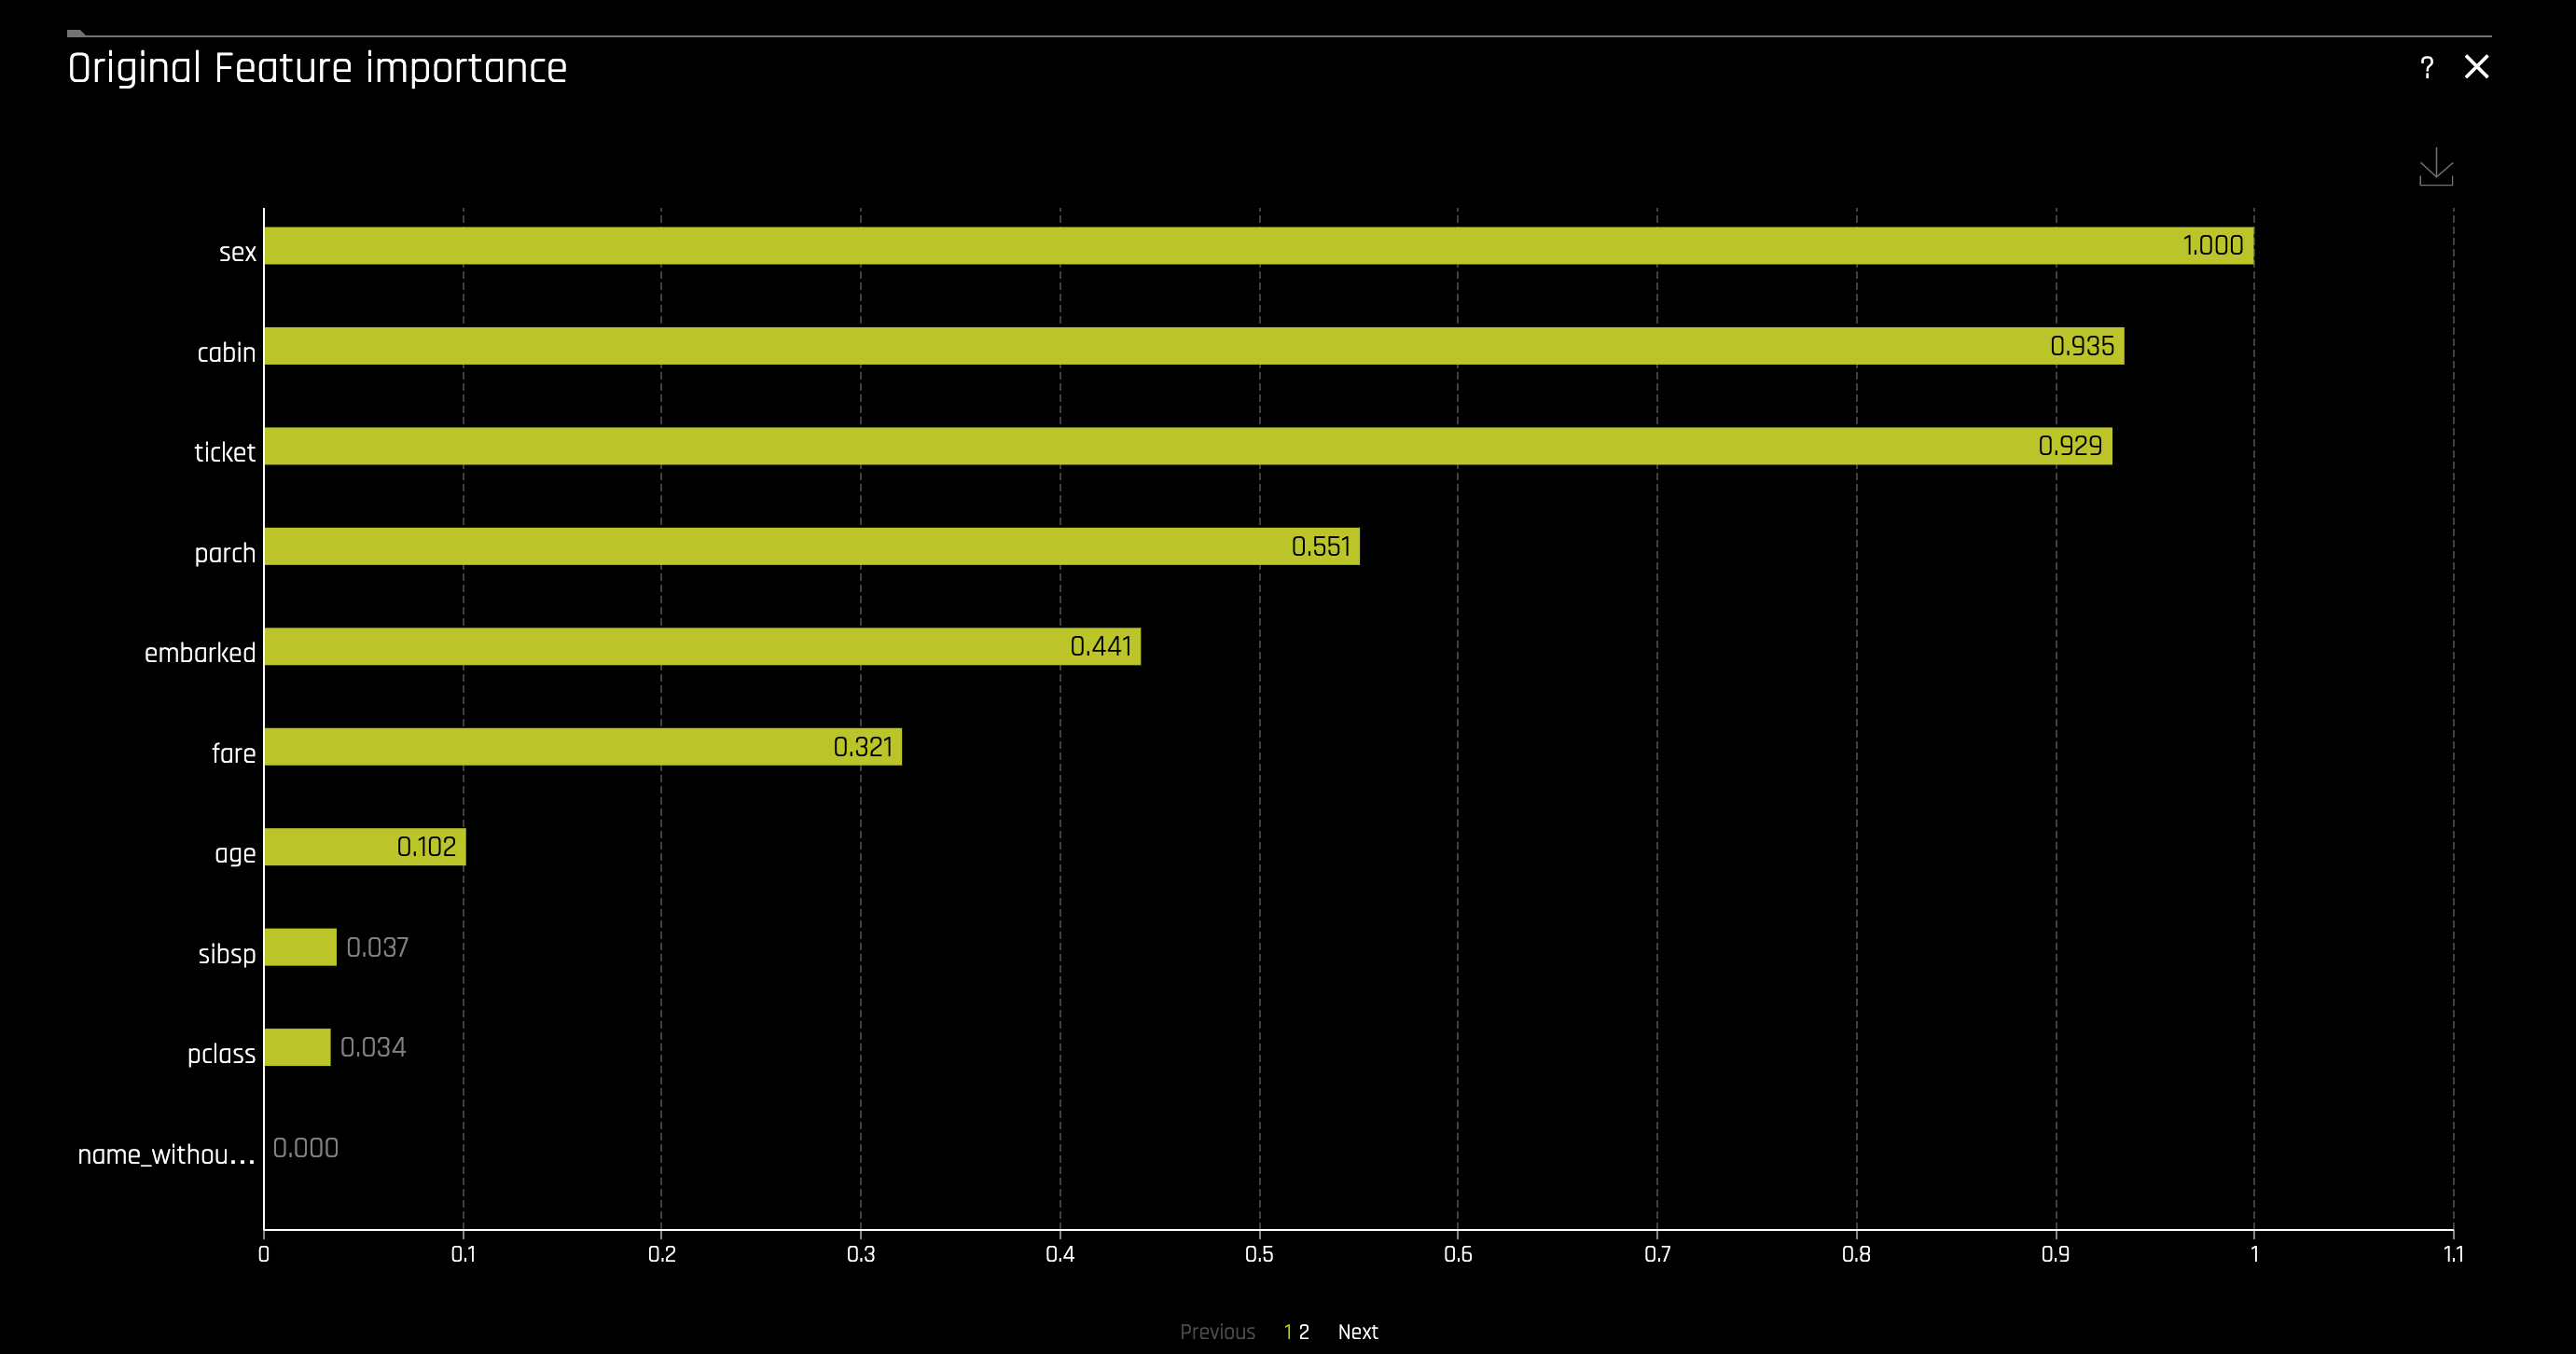 Original Feature importance ?
sex 1.000
cabin 0.935
ticket 0.929
parch 0.551
embarked 0.441
fare 0.321
age 0.102
sibsp 0.037
pclass 0.034
name_withou... 0.000
0 0.1 0.2 0.3 0.4 0.5 0.6 0.7 0.8 0.9 1 1.1
Previous 1 2 Next